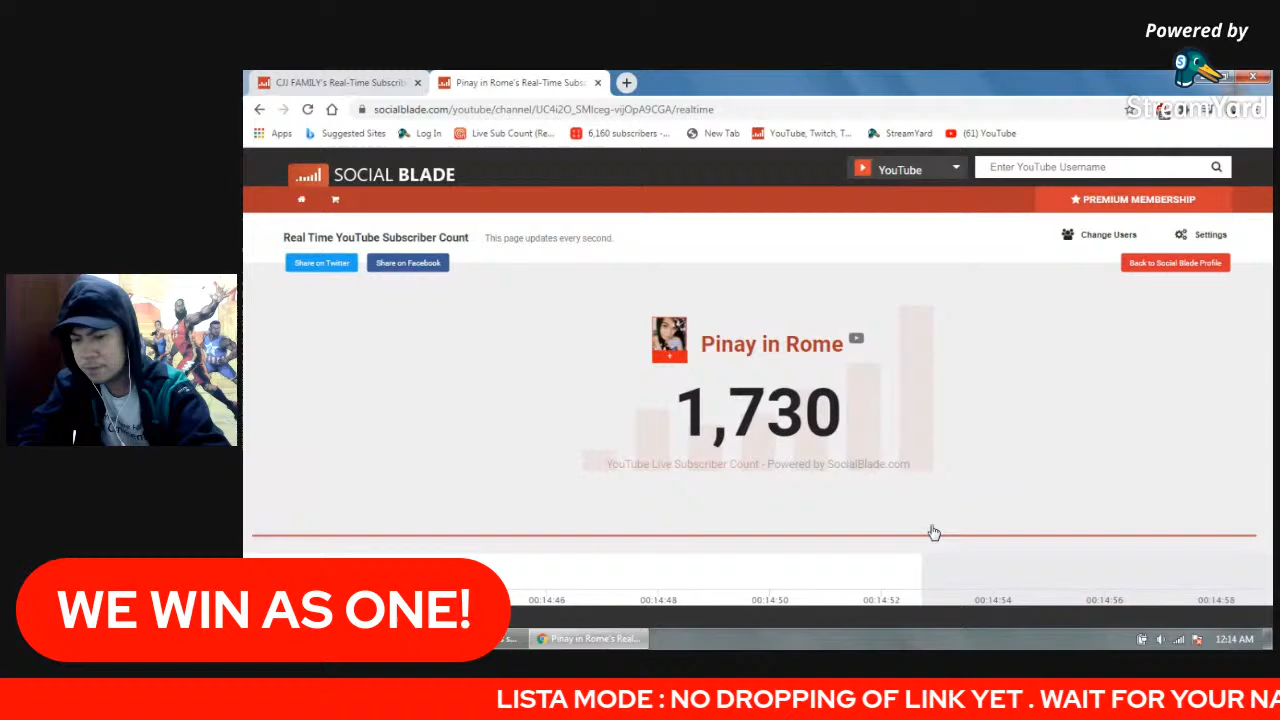 Powered by
StreamYard
CJJ FAMILY's Real-Time Subscrib
Pinay in Rome's Real-Time Subs
socialblade.com/youtube/channel/UC4i2O_SMIceg-vijOpA9CGA/realtime
Apps
Suggested Sites
Log In
Live Sub Count (Re...
6,160 subscribers -...
New Tab
YouTube, Twitch, T...
StreamYard
(61) YouTube
SOCIAL BLADE
YouTube
Enter YouTube Username
PREMIUM MEMBERSHIP
Real Time YouTube Subscriber Count
This page updates every second.
Change Users
Settings
Share on Twitter
Share on Facebook
Back to Social Blade Profile
Pinay in Rome
1,730
YouTube Live Subscriber Count - Powered by SocialBlade.com
00:14:46
00:14:48
00:14:50
00:14:52
00:14:54
00:14:56
00:14:58
WE WIN AS ONE!
Pinay in Rome's Real...
12:14 AM
LISTA MODE : NO DROPPING OF LINK YET . WAIT FOR YOUR NA